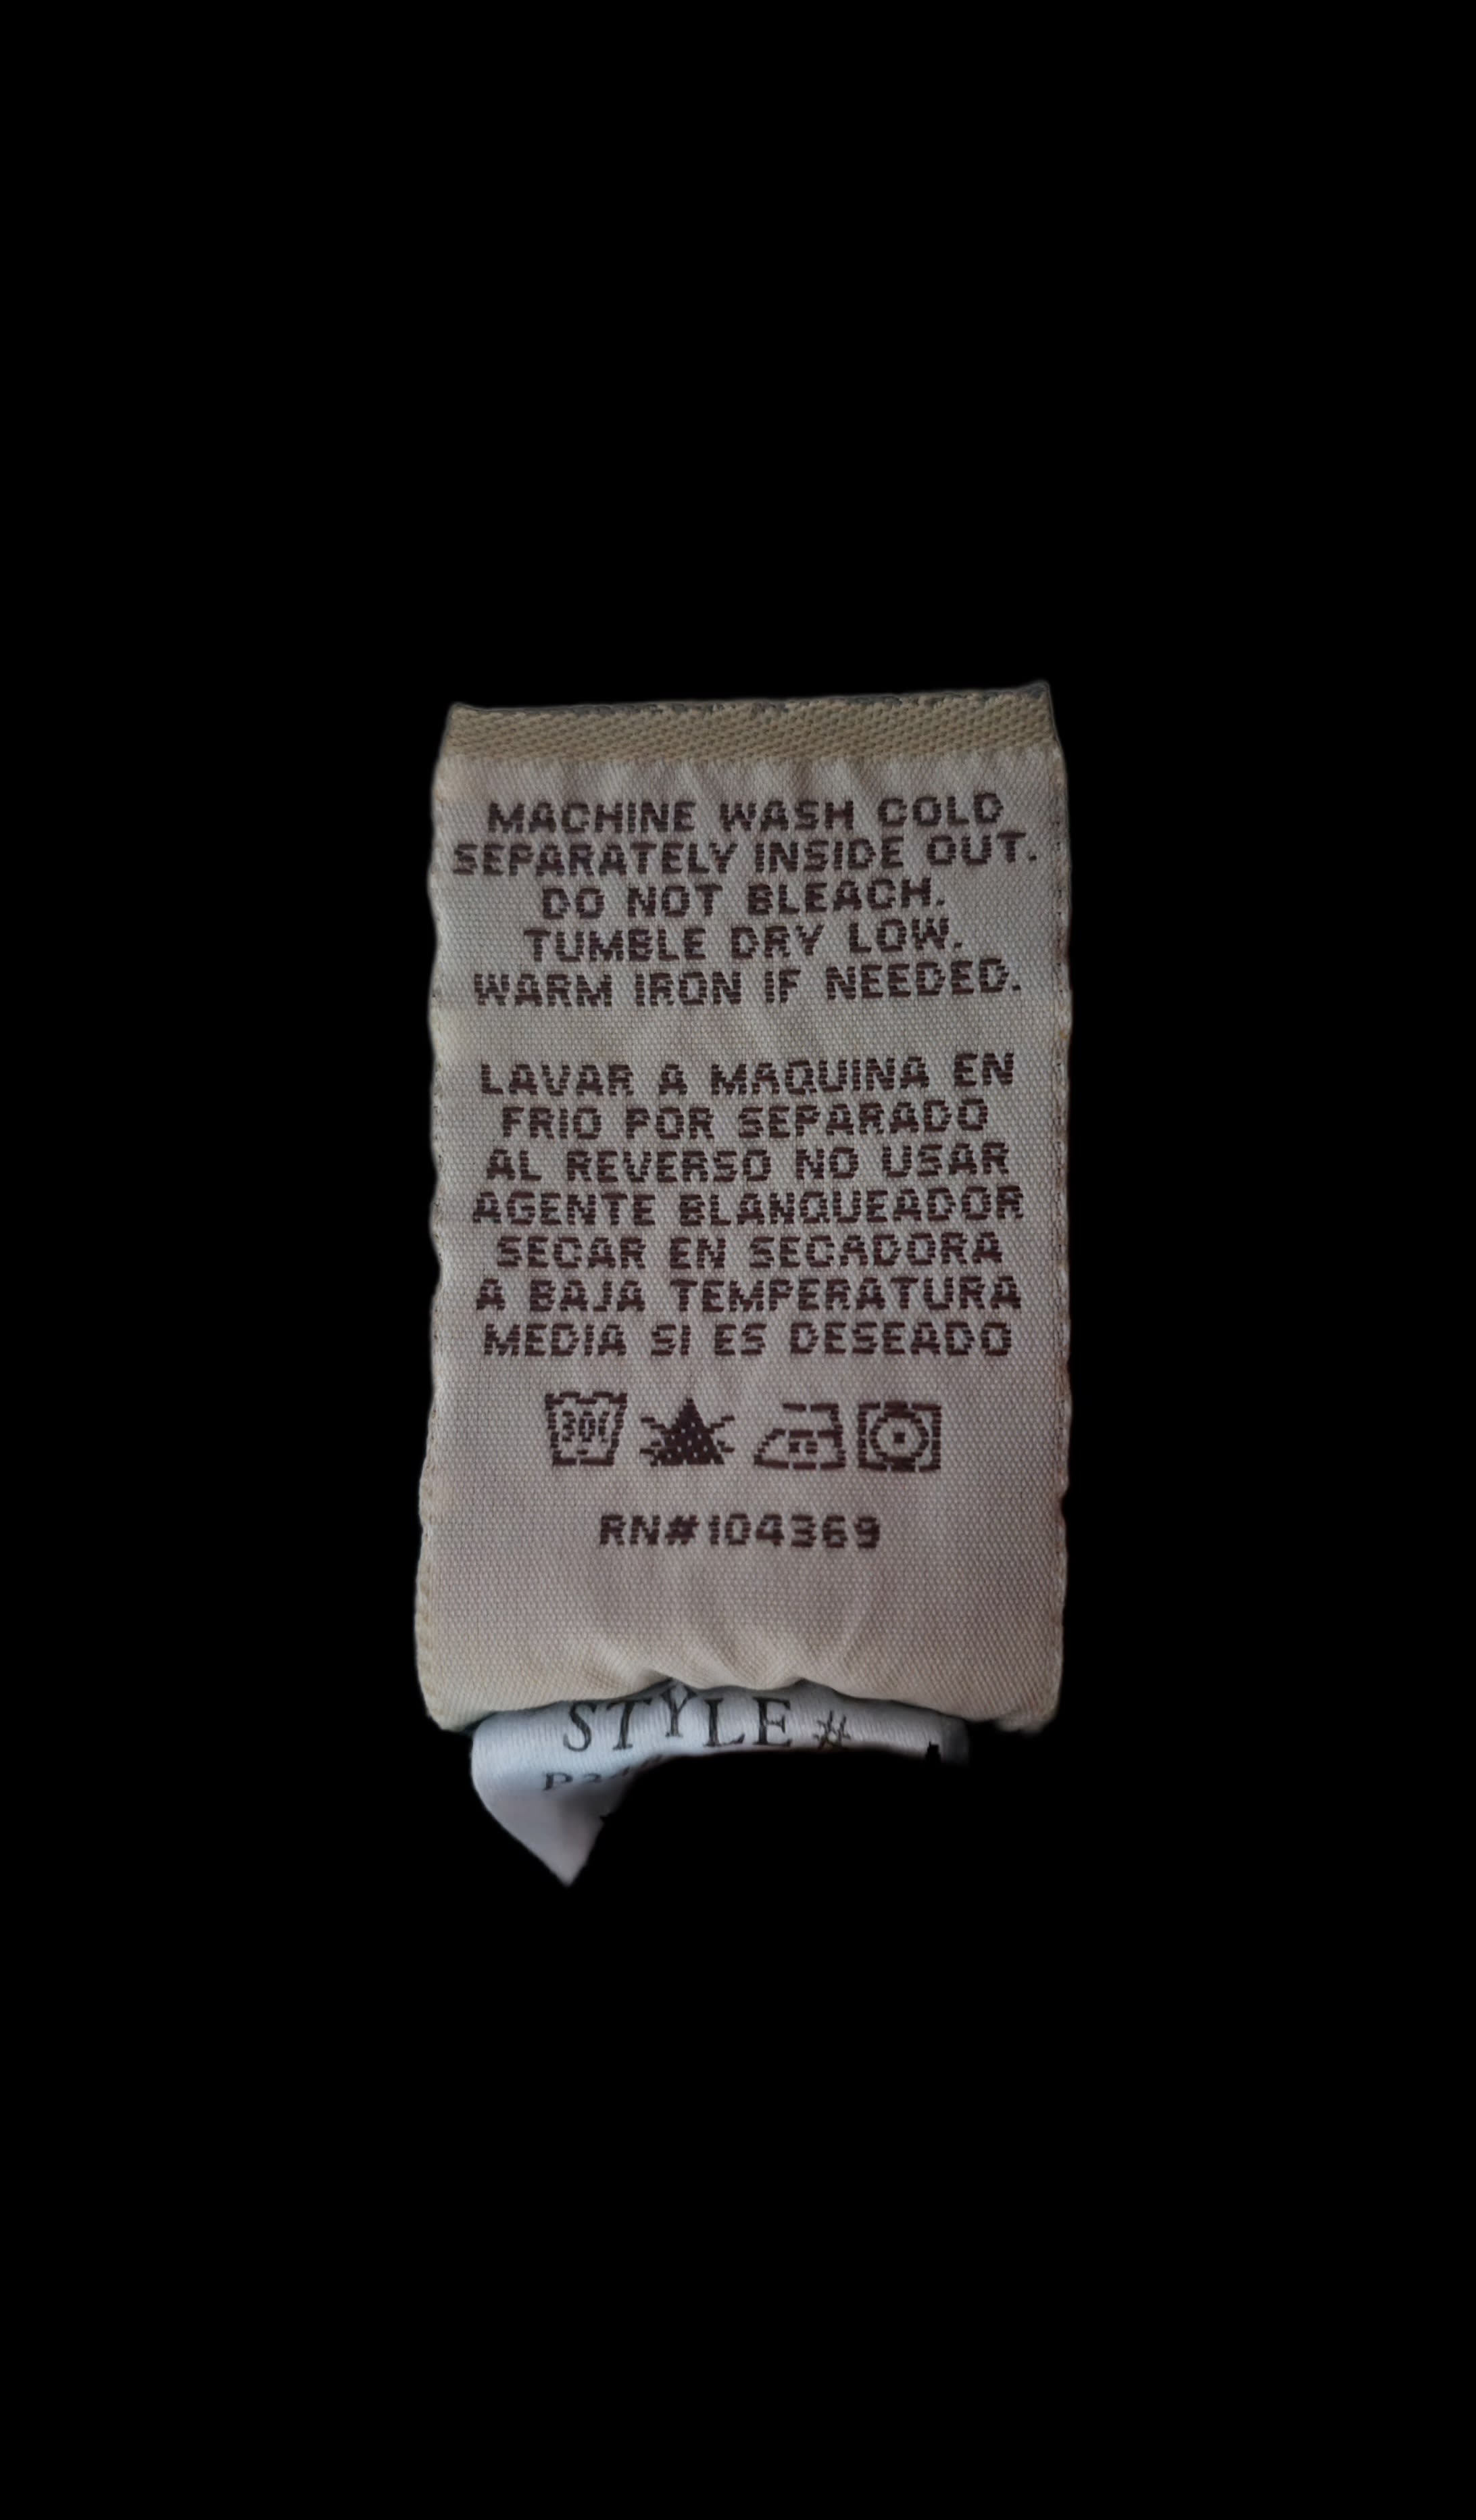 MACHINE WASH COLD
SEPARATELY INSIDE OUT.
DO NOT BLEACH.
TUMBLE DRY LOW.
WARM IRON IF NEEDED.
LAVAR A MAQUINA EN
FRIO POR SEPARADO
AL REVERSO NO USAR
AGENTE BLANQUEADOR
SECAR EN SECADORA
A BAJA TEMPERATURA
MEDIA SI ES DESEADO
RN#104369
STYLE #